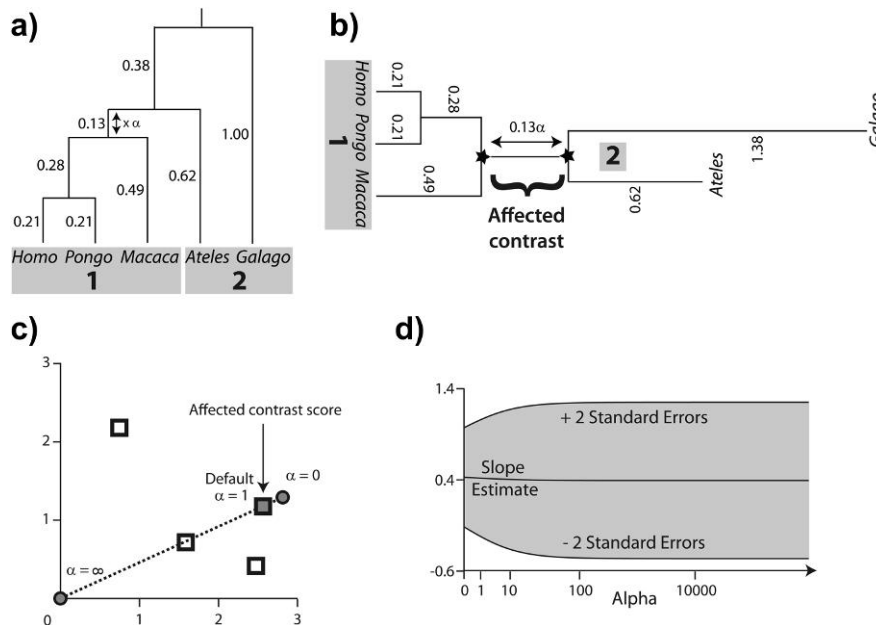 a)
0.38
0.13
x α
0.28
1.00
0.49
0.62
0.21
0.21
Homo Pongo Macaca Ateles Galago
1
2
b)
Homo Pongo Macaca
1
0.21
0.21
0.28
0.49
0.13α
Affected
contrast
2
1.38
0.62
Ateles
Galago
c)
3
2
1
0
1
2
3
Affected contrast score
Default
α = 1
α = 0
α = ∞
d)
1.4
0.4
-0.6
+ 2 Standard Errors
Slope
Estimate
- 2 Standard Errors
0 1 10 100 10000
Alpha